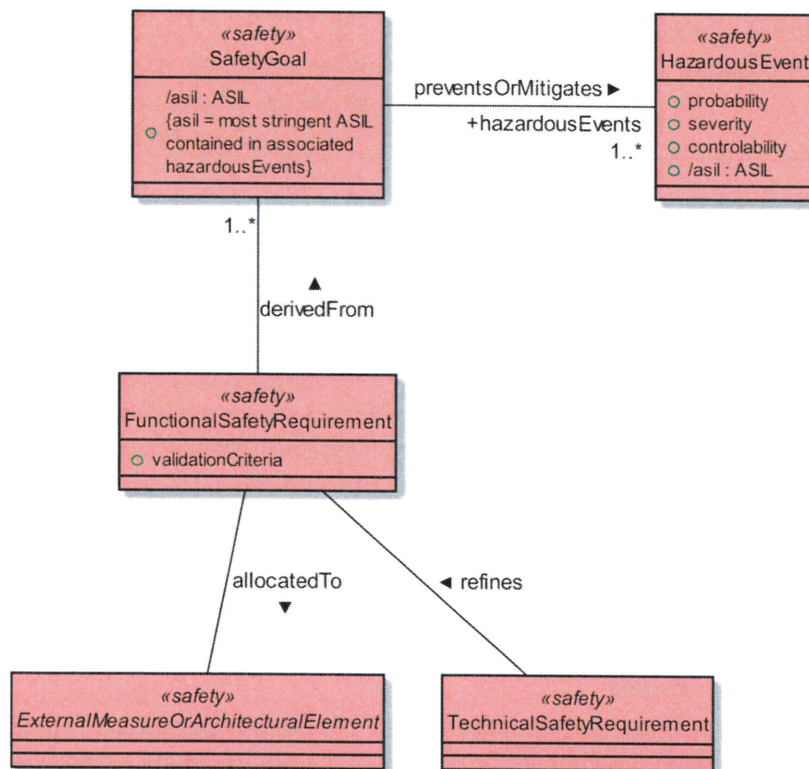 «safety»
SafetyGoal
/asil : ASIL
{asil = most stringent ASIL
contained in associated
hazardousEvents}
preventsOrMitigates ►
+hazardousEvents
1..*
«safety»
HazardousEvent
probability
severity
controlability
/asil : ASIL
1..*
▲
derivedFrom
«safety»
FunctionalSafetyRequirement
validationCriteria
allocatedTo
▼
◄ refines
«safety»
ExternalMeasureOrArchitecturalElement
«safety»
TechnicalSafetyRequirement